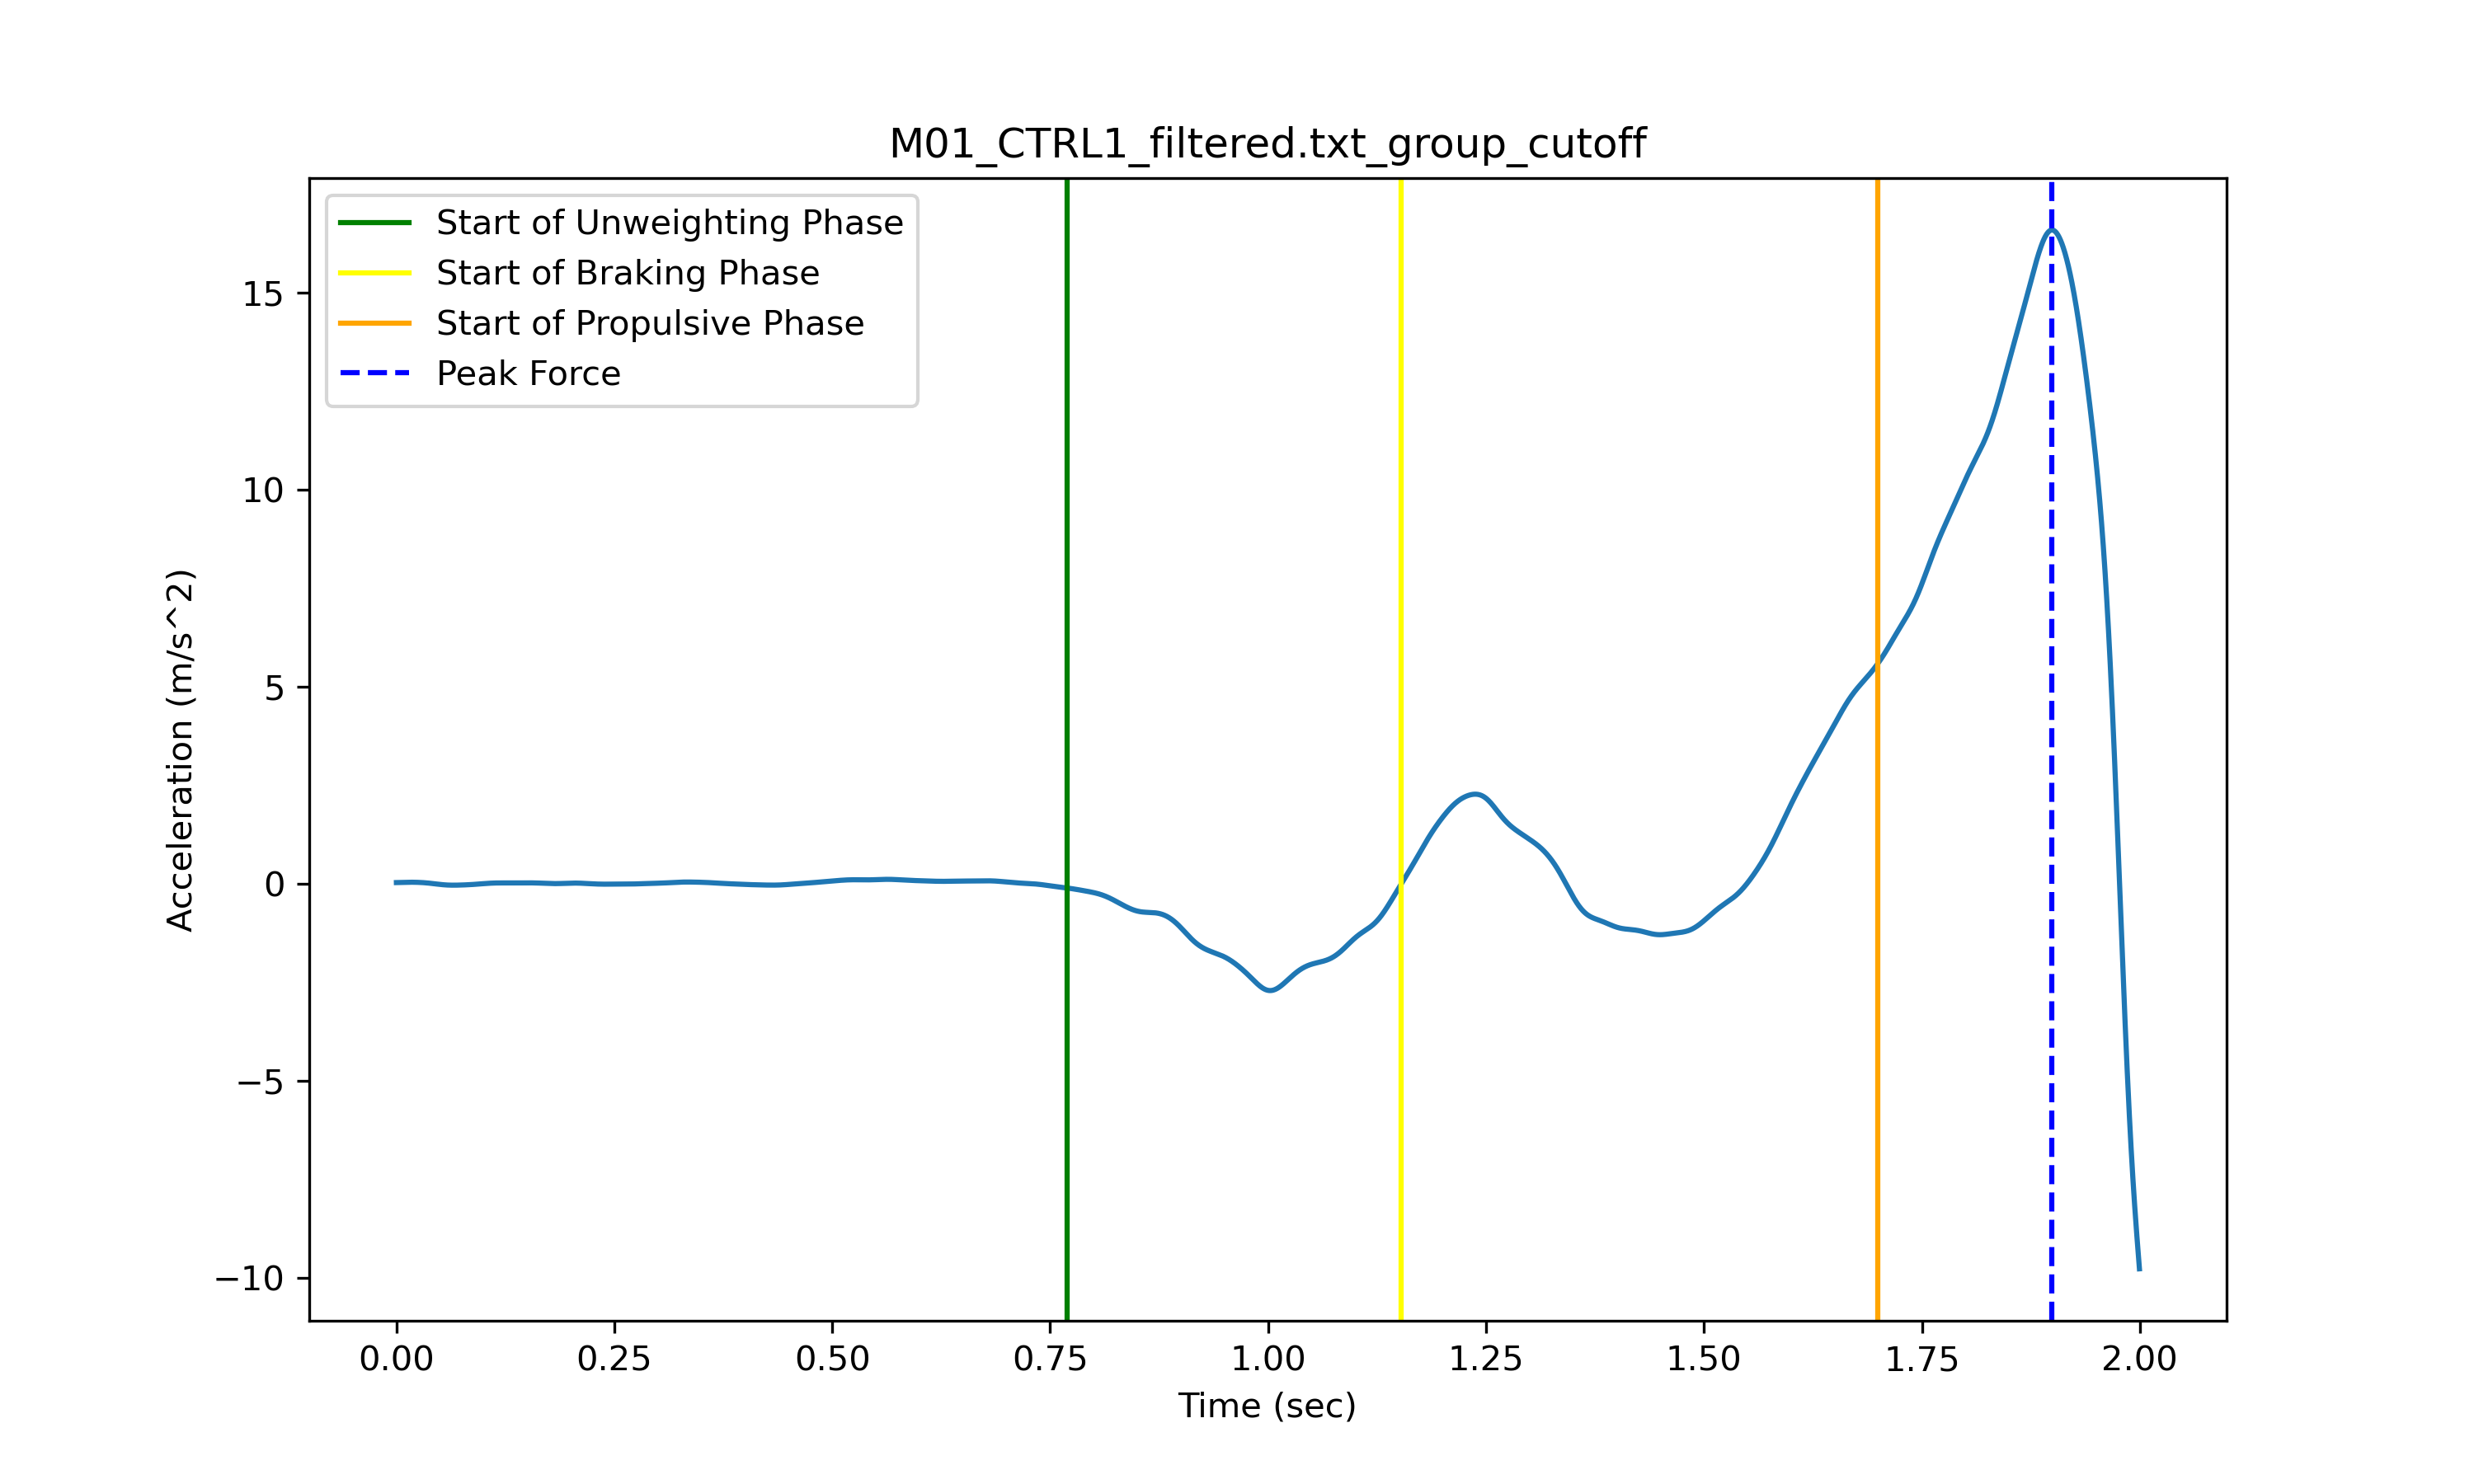 M01_CTRL1_filtered.txt_group_cutoff
Start of Unweighting Phase
Start of Braking Phase
Start of Propulsive Phase
Peak Force
Acceleration (m/s^2)
15
10
5
0
−5
−10
0.00 0.25 0.50 0.75 1.00 1.25 1.50 1.75 2.00
Time (sec)